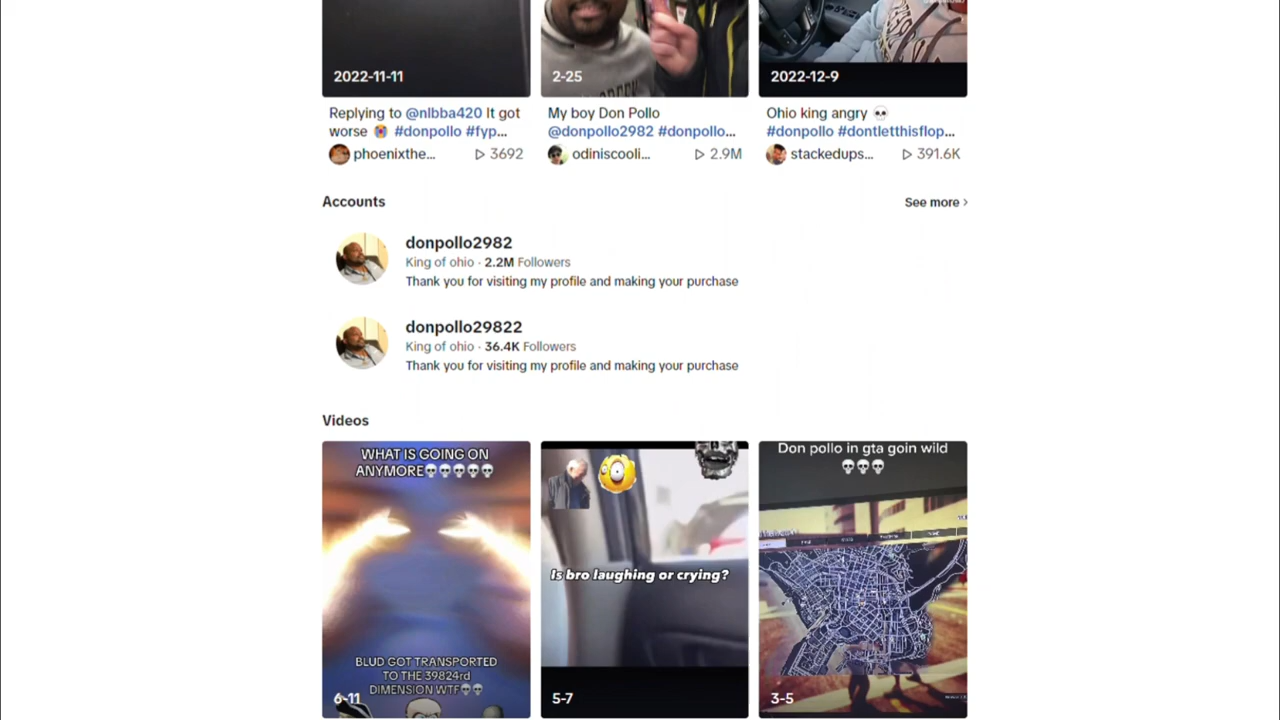 2022-11-11
2-25
2022-12-9
Replying to @nlbba420 It got
worse 😭 #donpollo #fyp...
phoenixthe...
3692
My boy Don Pollo
@donpollo2982 #donpollo...
odiniscooli...
2.9M
Ohio king angry 💀
#donpollo #dontletthisflop...
stackedups...
391.6K
Accounts
See more >
donpollo2982
King of ohio · 2.2M Followers
Thank you for visiting my profile and making your purchase
donpollo29822
King of ohio · 36.4K Followers
Thank you for visiting my profile and making your purchase
Videos
WHAT IS GOING ON
ANYMORE💀💀💀💀💀
BLUD GOT TRANSPORTED
TO THE 39824rd
DIMENSION WTF💀💀
6-11
Is bro laughing or crying?
5-7
Don pollo in gta goin wild
💀💀💀
3-5